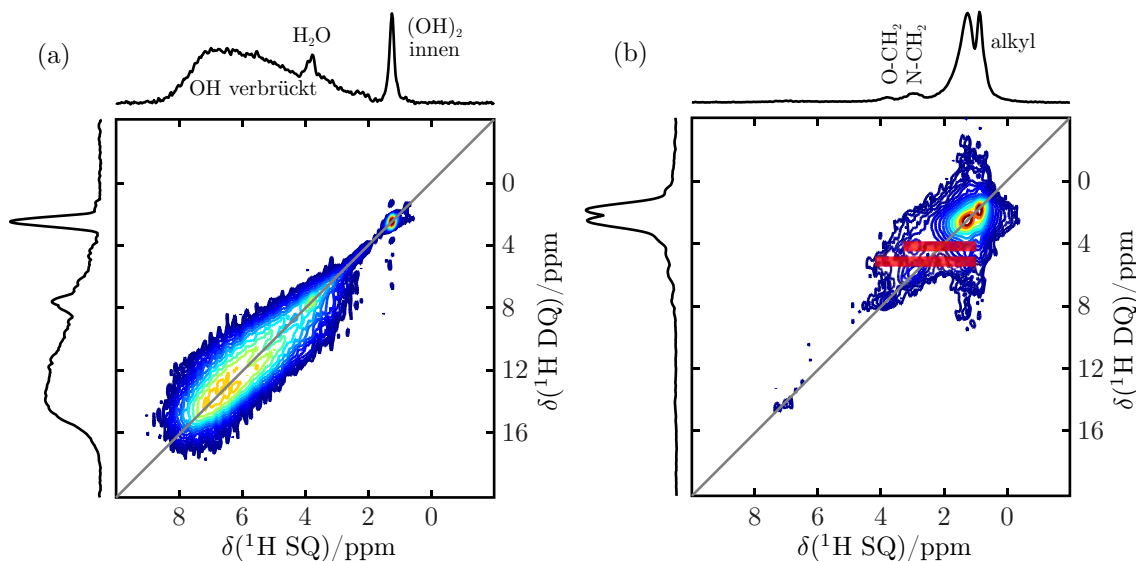 (a)
H₂O
(OH)₂
innen
OH verbrückt
0
4
8
12
16
δ(¹H DQ)/ppm
8 6 4 2 0
δ(¹H SQ)/ppm
(b)
O-CH₂
N-CH₂
alkyl
0
4
8
12
16
δ(¹H DQ)/ppm
8 6 4 2 0
δ(¹H SQ)/ppm